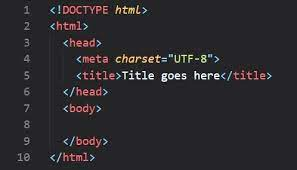 1 <!DOCTYPE html>
2 <html>
3   <head>
4     <meta charset="UTF-8">
5     <title>Title goes here</title>
6   </head>
7   <body>
8
9   </body>
10 </html>